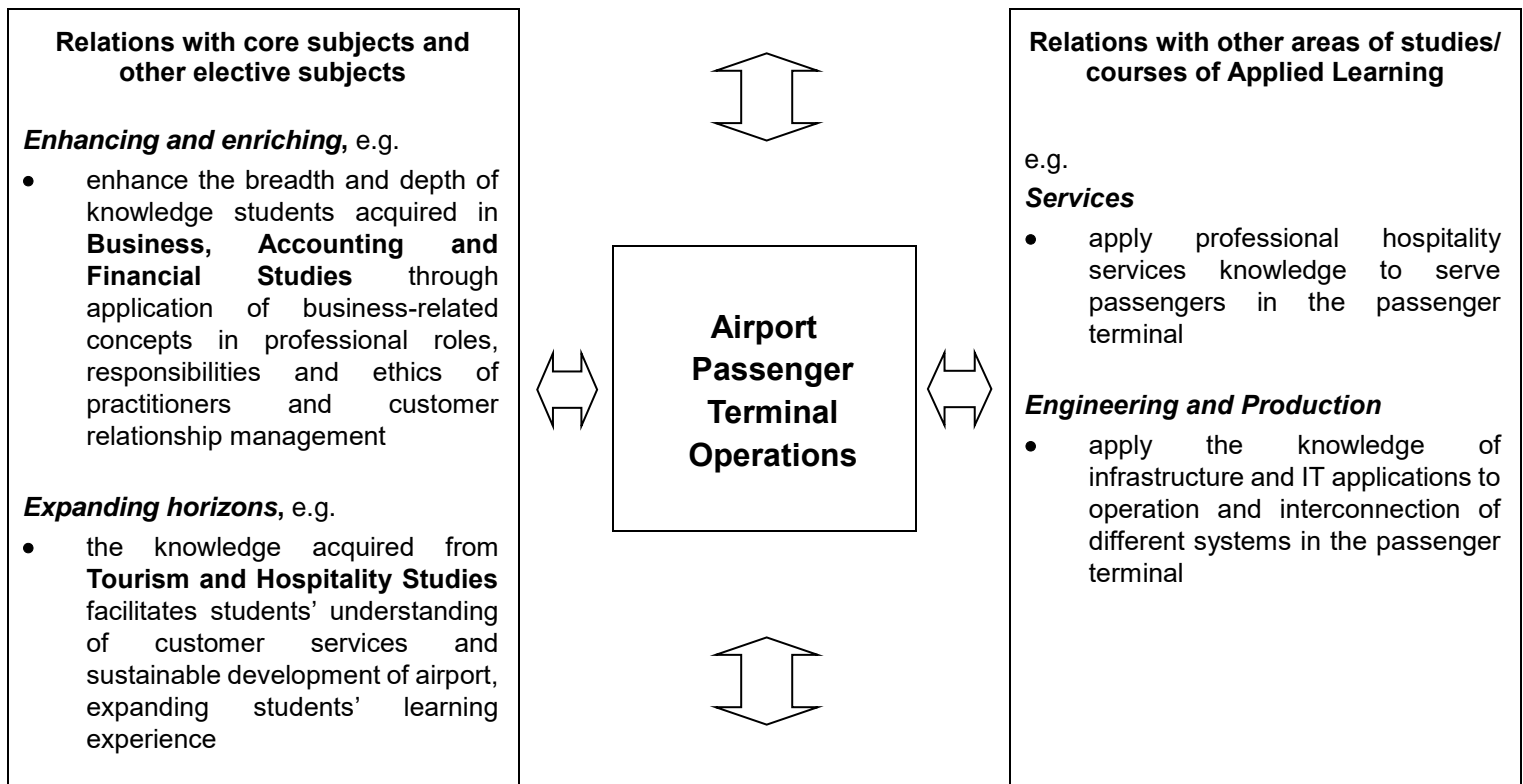 Relations with core subjects and
other elective subjects
Enhancing and enriching, e.g.
● enhance the breadth and depth of
knowledge students acquired in
Business, Accounting and
Financial Studies through
application of business-related
concepts in professional roles,
responsibilities and ethics of
practitioners and customer
relationship management
Expanding horizons, e.g.
● the knowledge acquired from
Tourism and Hospitality Studies
facilitates students’ understanding
of customer services and
sustainable development of airport,
expanding students’ learning
experience
Airport
Passenger
Terminal
Operations
Relations with other areas of studies/
courses of Applied Learning
e.g.
Services
● apply professional hospitality
services knowledge to serve
passengers in the passenger
terminal
Engineering and Production
● apply the knowledge of
infrastructure and IT applications to
operation and interconnection of
different systems in the passenger
terminal